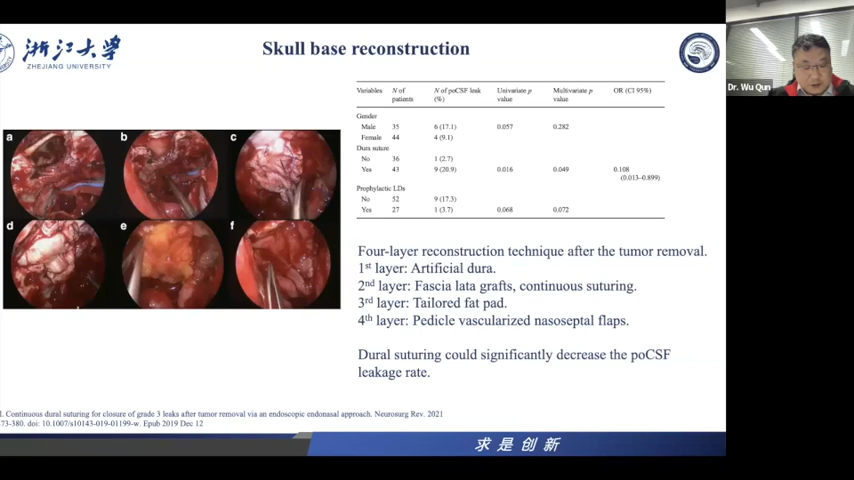 浙江大学
ZHEJIANG UNIVERSITY
Skull base reconstruction
Dr. Wu Qun
Variables N of patients N of poCSF leak (%) Univariate p value Multivariate p value OR (CI 95%)
Gender
Male 35 6 (17.1) 0.057 0.282
Female 44 4 (9.1)
Dura suture
No 36 1 (2.7)
Yes 43 9 (20.9) 0.016 0.049 0.108 (0.013–0.899)
Prophylactic LDs
No 52 9 (17.3)
Yes 27 1 (3.7) 0.068 0.072
a b c
d e f
Four-layer reconstruction technique after the tumor removal.
1st layer: Artificial dura.
2nd layer: Fascia lata grafts, continuous suturing.
3rd layer: Tailored fat pad.
4th layer: Pedicle vascularized nasoseptal flaps.
Dural suturing could significantly decrease the poCSF
leakage rate.
l. Continuous dural suturing for closure of grade 3 leaks after tumor removal via an endoscopic endonasal approach. Neurosurg Rev. 2021
73-380. doi: 10.1007/s10143-019-01199-w. Epub 2019 Dec 12
求是创新